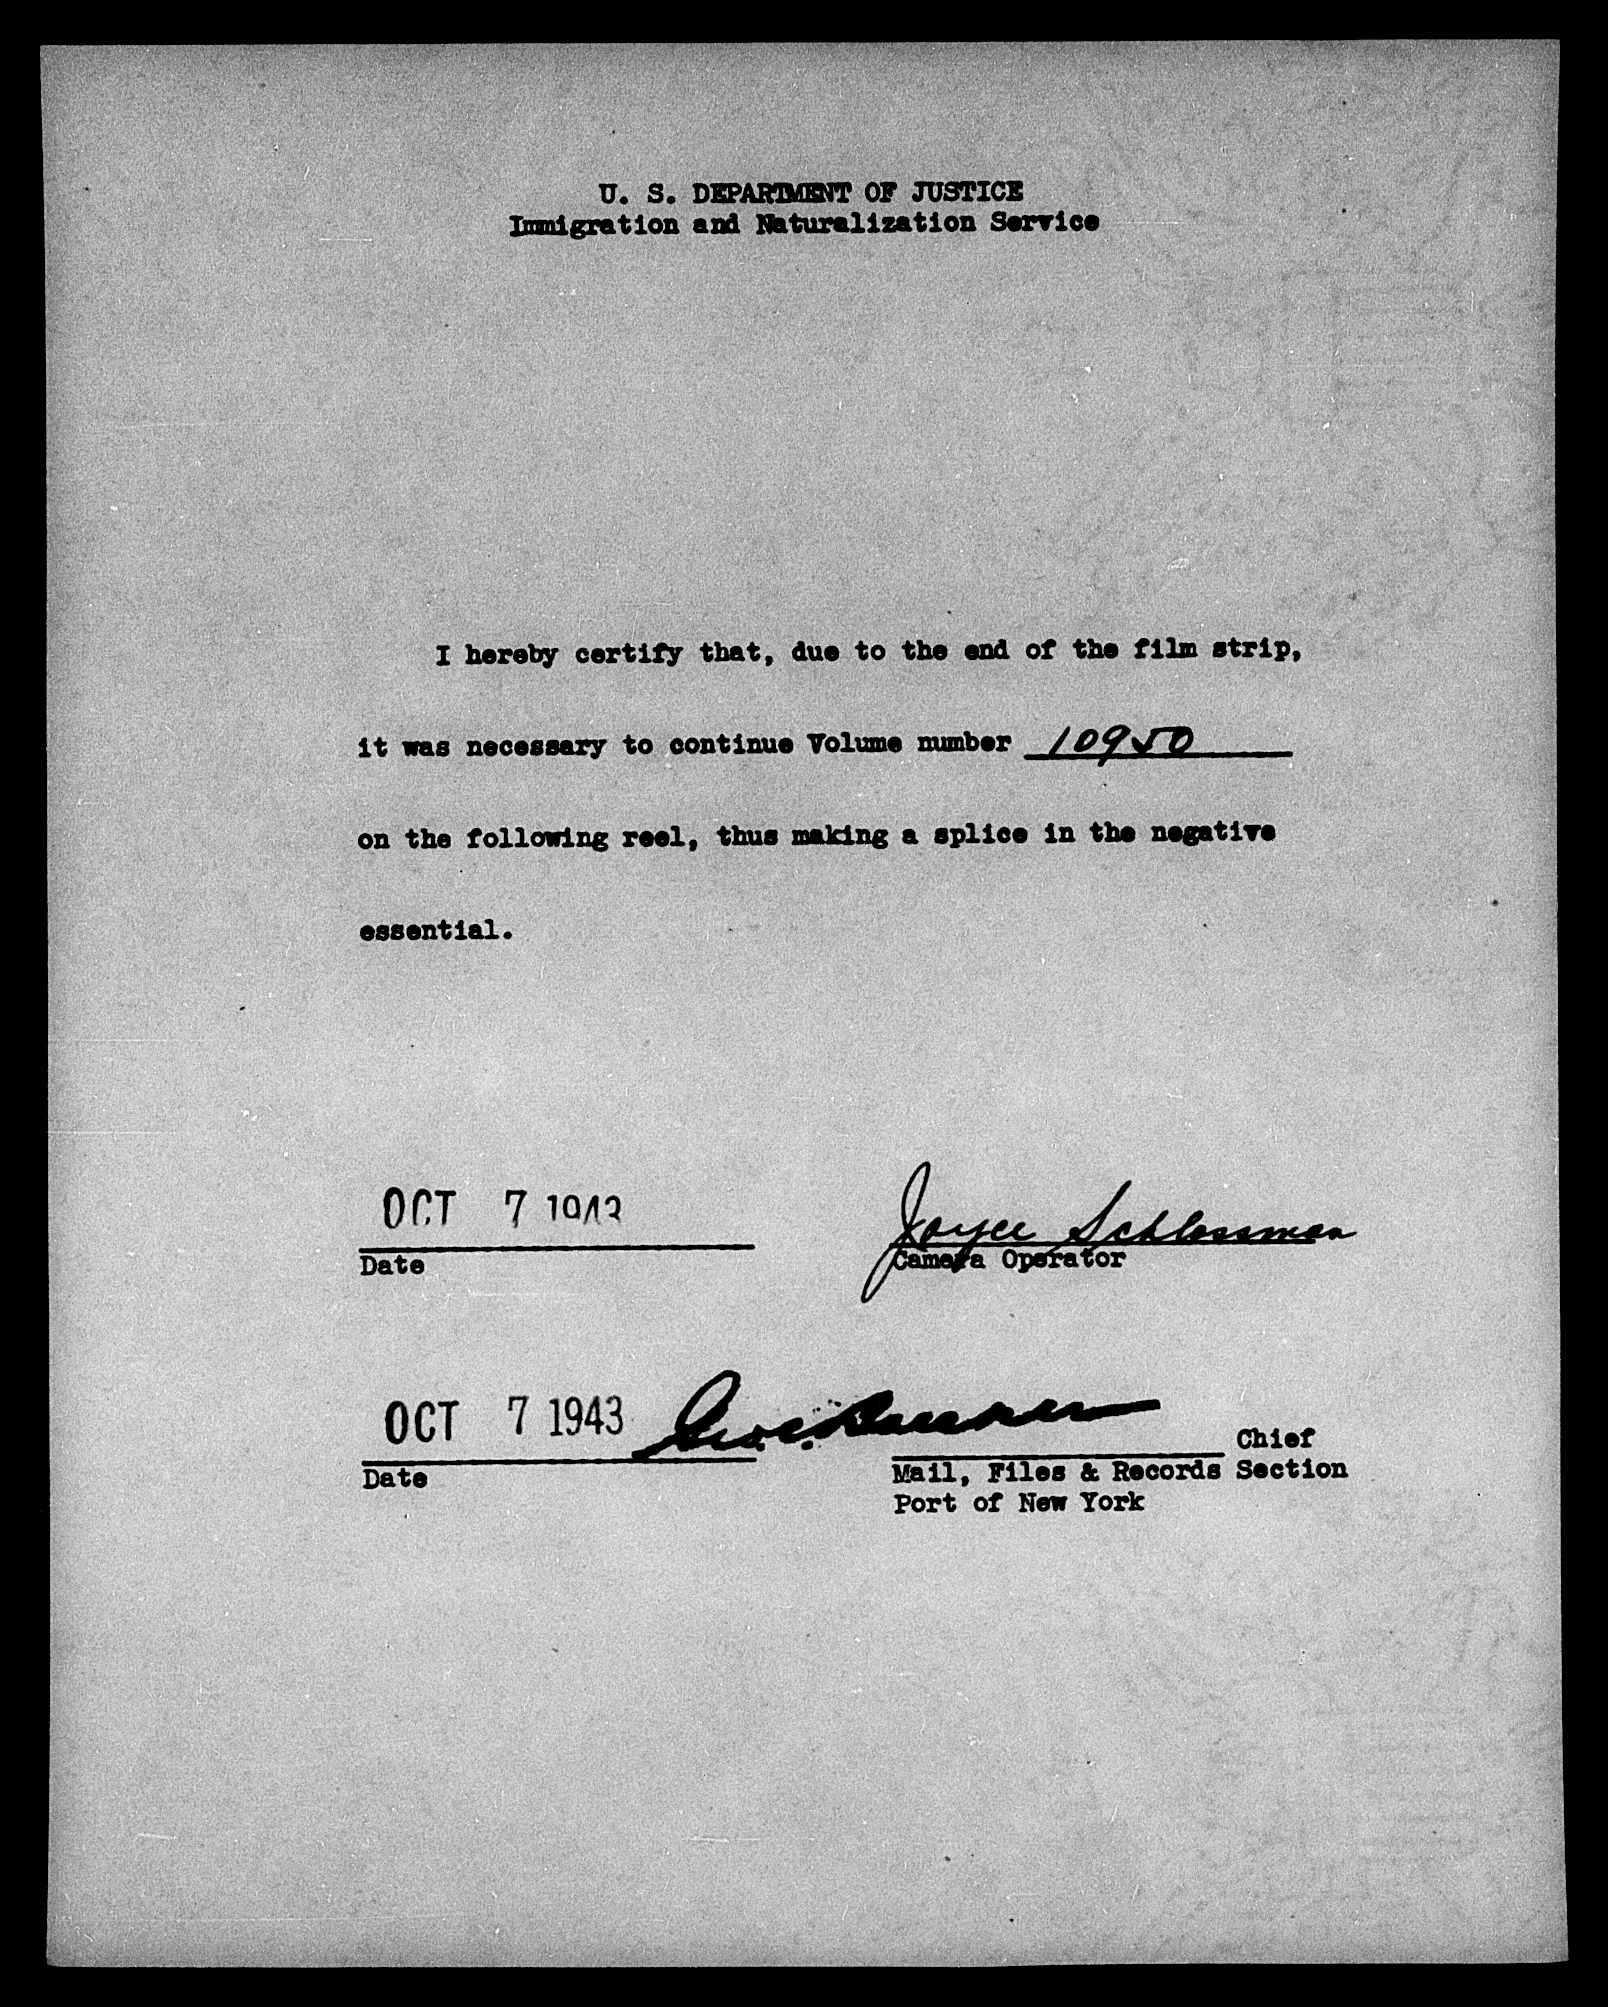 U. S. DEPARTMENT OF JUSTICE
Immigration and Naturalization Service
I hereby certify that, due to the end of the film strip,
it was necessary to continue Volume number 10950
on the following reel, thus making a splice in the negative
essential.
OCT 7 1943
Joyce Schlossman
Date
Camera Operator
OCT 7 1943
Chief
Date
Mail, Files & Records Section
Port of New York